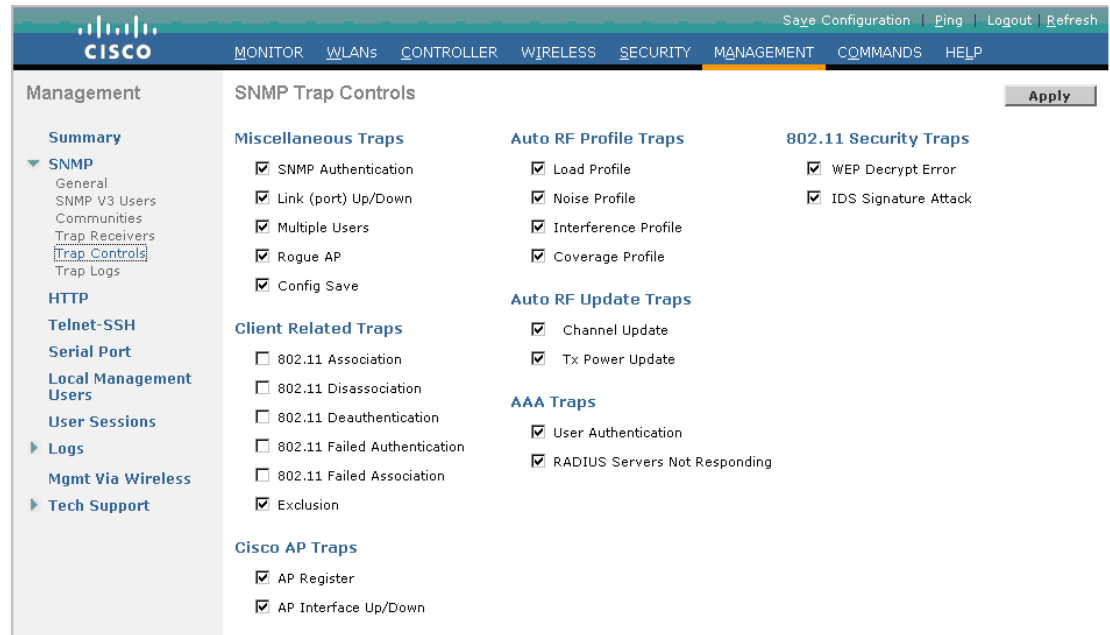 Save Configuration | Ping | Logout | Refresh
CISCO
MONITOR WLANs CONTROLLER WIRELESS SECURITY MANAGEMENT COMMANDS HELP
Management
Summary
SNMP
General
SNMP V3 Users
Communities
Trap Receivers
Trap Controls
Trap Logs
HTTP
Telnet-SSH
Serial Port
Local Management
Users
User Sessions
Logs
Mgmt Via Wireless
Tech Support
SNMP Trap Controls
Apply
Miscellaneous Traps
SNMP Authentication
Link (port) Up/Down
Multiple Users
Rogue AP
Config Save
Client Related Traps
802.11 Association
802.11 Disassociation
802.11 Deauthentication
802.11 Failed Authentication
802.11 Failed Association
Exclusion
Cisco AP Traps
AP Register
AP Interface Up/Down
Auto RF Profile Traps
Load Profile
Noise Profile
Interference Profile
Coverage Profile
Auto RF Update Traps
Channel Update
Tx Power Update
AAA Traps
User Authentication
RADIUS Servers Not Responding
802.11 Security Traps
WEP Decrypt Error
IDS Signature Attack